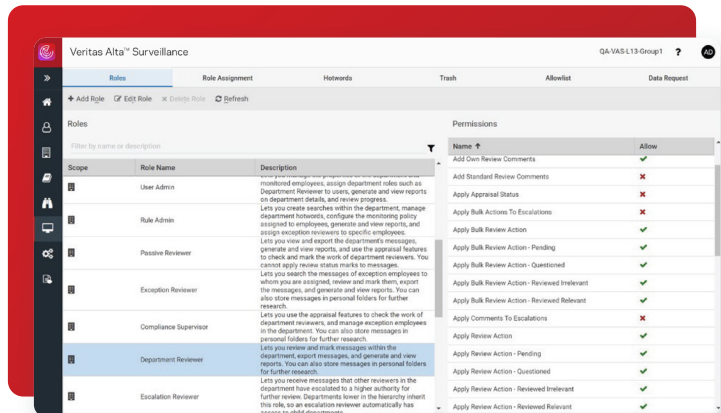 Veritas Alta™ Surveillance
QA-VAS-L13-Group1 ? AD
Roles Role Assignment Hotwords Trash Allowlist Data Request
+ Add Role Edit Role × Delete Role Refresh
Roles
Filter by name or description
Scope Role Name Description
User Admin
monitored employees, assign department roles such as
Department Reviewer to users, generate and view reports
on department details, and review progress.
Rule Admin
Lets you create searches within the department, manage
department hotwords, configure the monitoring policy
assigned to employees, generate and view reports, and
assign exception reviewers to specific employees.
Passive Reviewer
Lets you view and export the department's messages,
generate and view reports, and use the appraisal features
to check and mark the work of department reviewers. You
cannot apply review status marks to messages.
Exception Reviewer
Lets you search the messages of exception employees to
whom you are assigned, review and mark them, export
the messages, and generate and view reports. You can
also store messages in personal folders for further
research.
Compliance Supervisor
Lets you use the appraisal features to check the work of
department reviewers, and manage exception employees
in the department. You can also store messages in
personal folders for further research.
Department Reviewer
Lets you review and mark messages within the
department, export messages, and generate and view
reports. You can also store messages in personal folders
for further research.
Escalation Reviewer
Lets you receive messages that other reviewers in the
department have escalated to a higher authority for
further review. Departments lower in the hierarchy inherit
this role, so an escalation reviewer automatically has
access to child departments.
Permissions
Name ↑ Allow
Add Own Review Comments
Add Standard Review Comments
Apply Appraisal Status
Apply Bulk Actions To Escalations
Apply Bulk Review Action
Apply Bulk Review Action - Pending
Apply Bulk Review Action - Questioned
Apply Bulk Review Action - Reviewed Irrelevant
Apply Bulk Review Action - Reviewed Relevant
Apply Comments To Escalations
Apply Review Action
Apply Review Action - Pending
Apply Review Action - Questioned
Apply Review Action - Reviewed Irrelevant
Apply Review Action - Reviewed Relevant